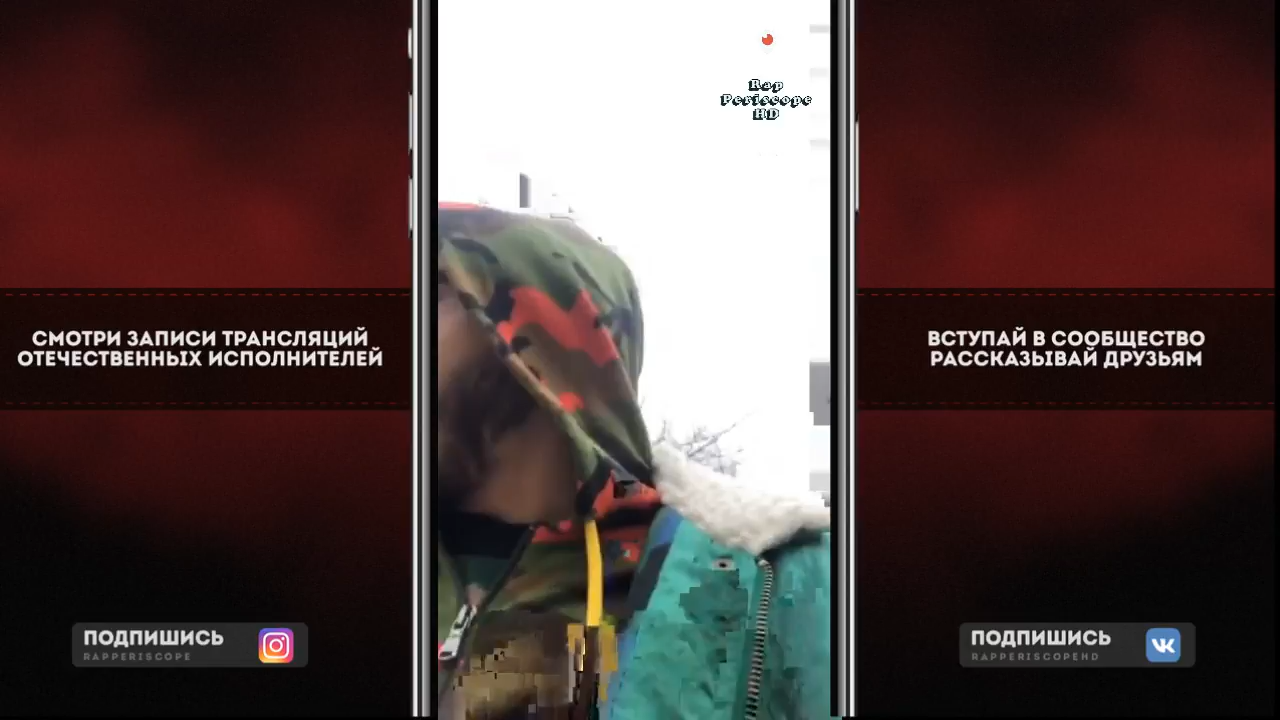 Rap
Periscope
HD
СМОТРИ ЗАПИСИ ТРАНСЛЯЦИЙ
ОТЕЧЕСТВЕННЫХ ИСПОЛНИТЕЛЕЙ
ВСТУПАЙ В СООБЩЕСТВО
РАССКАЗЫВАЙ ДРУЗЬЯМ
ПОДПИШИСЬ
RAPPERISCOPE
ПОДПИШИСЬ
RAPPERISCOPEHD